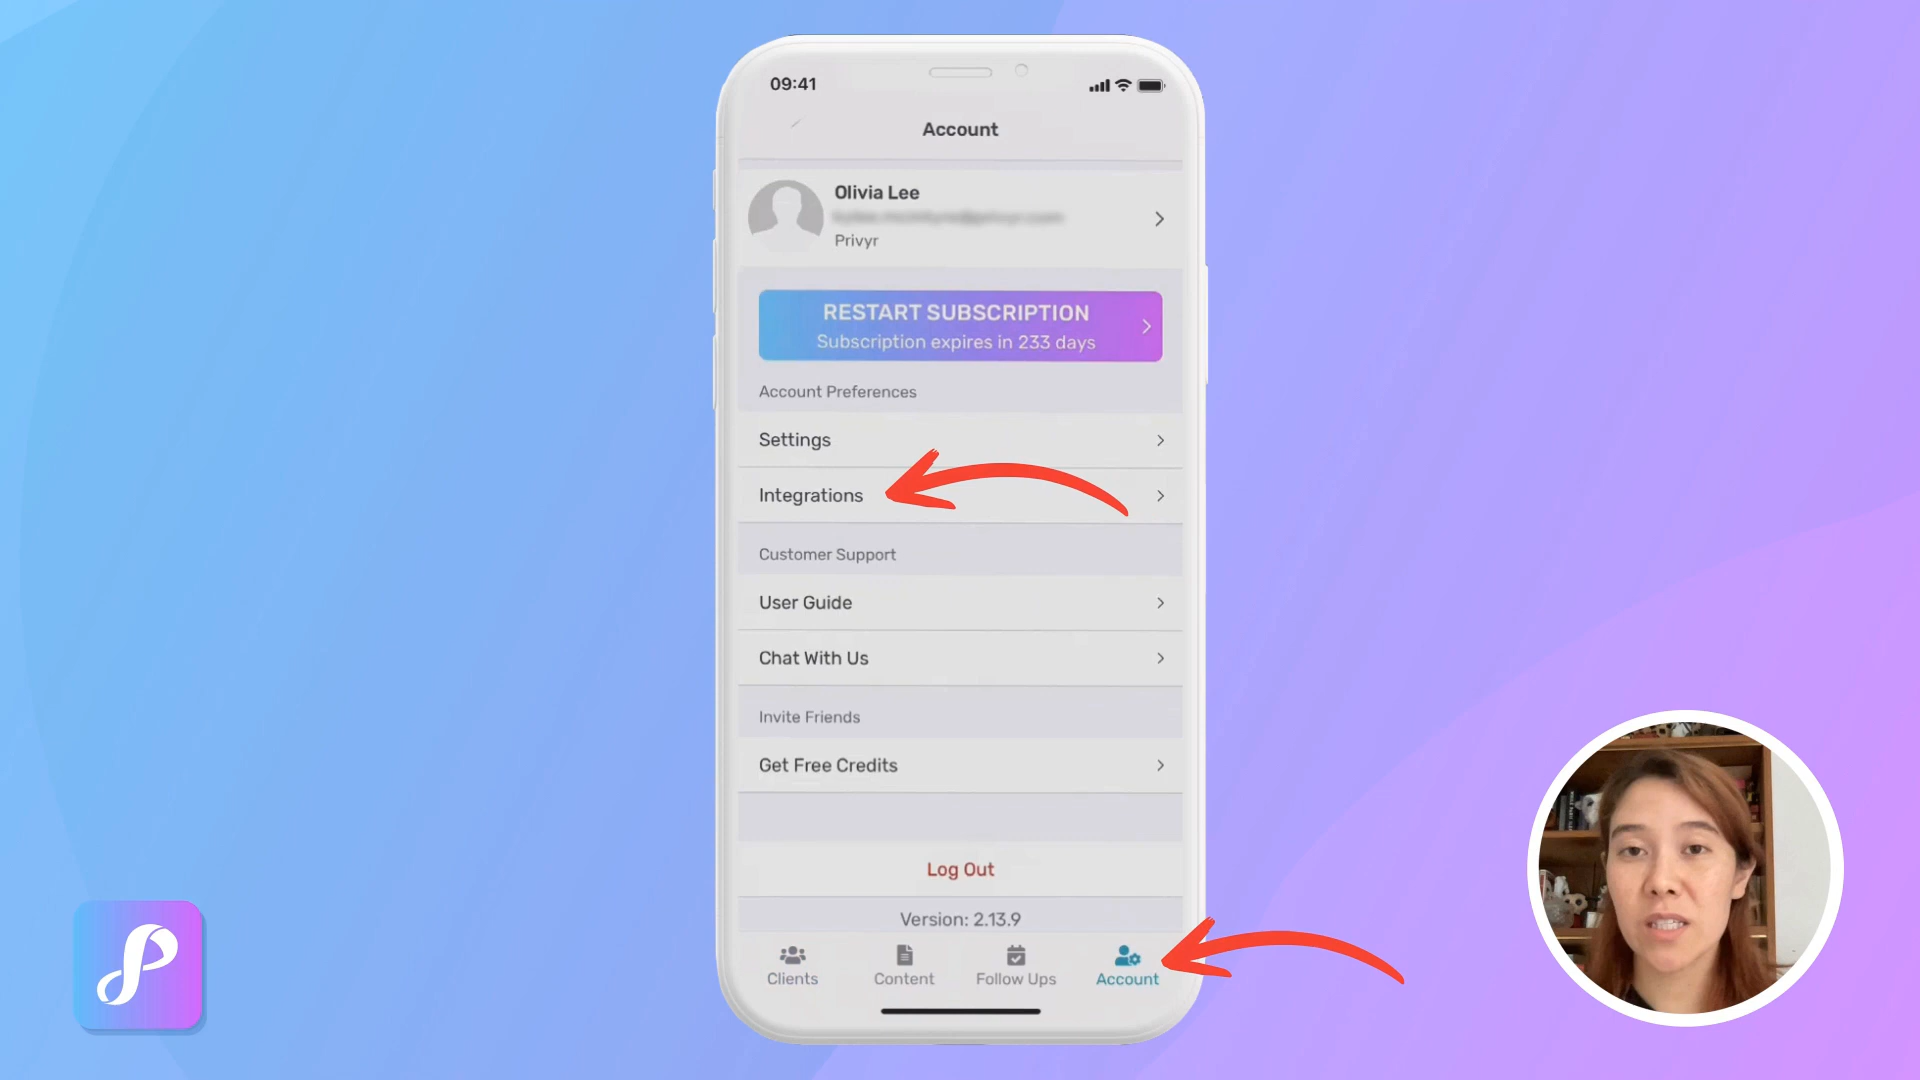 09:41
Account
Olivia Lee
Privyr
RESTART SUBSCRIPTION
Subscription expires in 233 days
Account Preferences
Settings
Integrations
Customer Support
User Guide
Chat With Us
Invite Friends
Get Free Credits
Log Out
Version: 2.13.9
Clients
Content
Follow Ups
Account